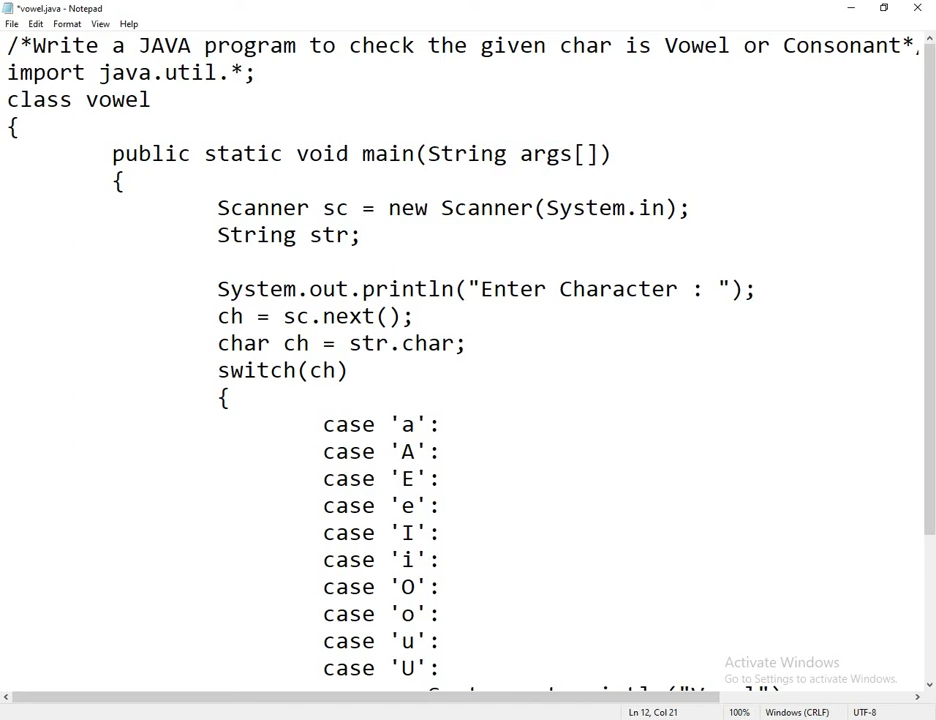 *vowel.java - Notepad
File Edit Format View Help
/*Write a JAVA program to check the given char is Vowel or Consonant*
import java.util.*;
class vowel
{
public static void main(String args[])
{
Scanner sc = new Scanner(System.in);
String str;
System.out.println("Enter Character : ");
ch = sc.next();
char ch = str.char;
switch(ch)
{
case 'a':
case 'A':
case 'E':
case 'e':
case 'I':
case 'i':
case 'O':
case 'o':
case 'u':
case 'U':
Activate Windows
Go to Settings to activate Windows.
Ln 12, Col 21 100% Windows (CRLF) UTF-8